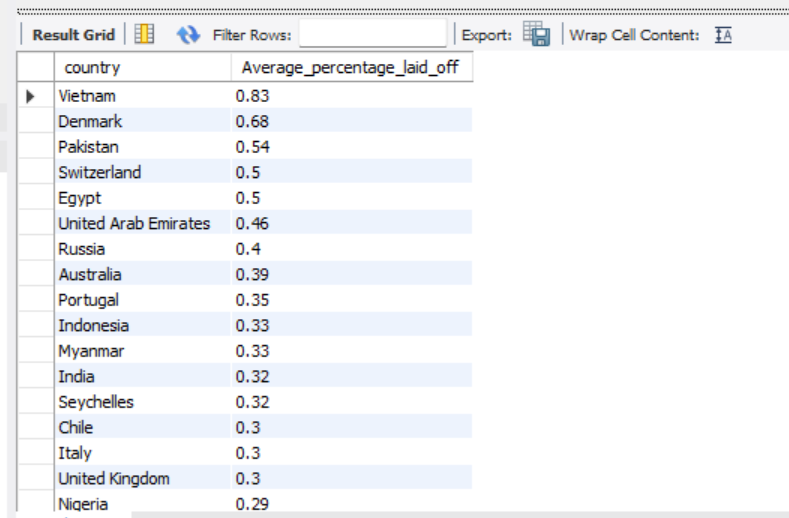 Result Grid Filter Rows: Export: Wrap Cell Content: IA
country Average_percentage_laid_off
Vietnam 0.83
Denmark 0.68
Pakistan 0.54
Switzerland 0.5
Egypt 0.5
United Arab Emirates 0.46
Russia 0.4
Australia 0.39
Portugal 0.35
Indonesia 0.33
Myanmar 0.33
India 0.32
Seychelles 0.32
Chile 0.3
Italy 0.3
United Kingdom 0.3
Nigeria 0.29